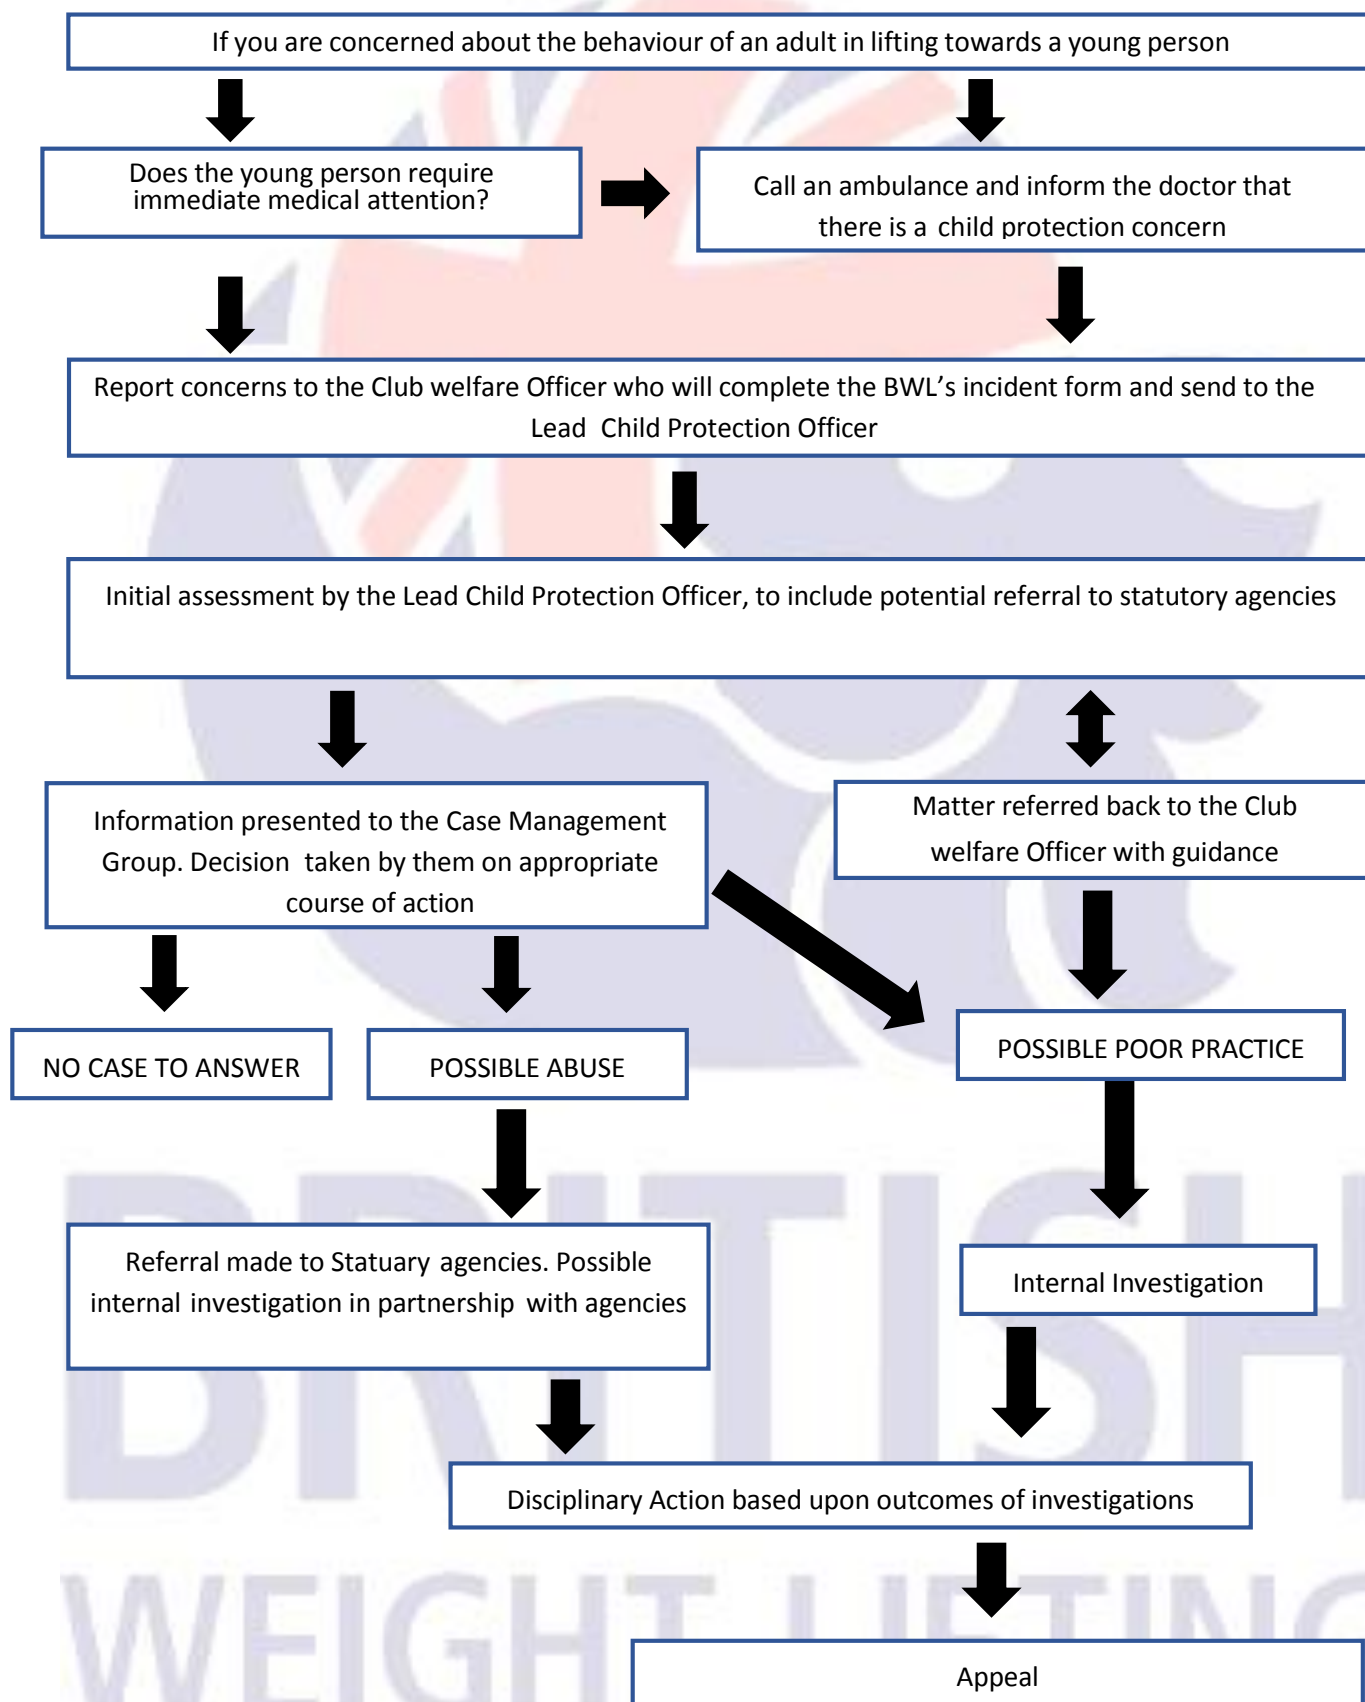 If you are concerned about the behaviour of an adult in lifting towards a young person
Does the young person require
immediate medical attention?
Call an ambulance and inform the doctor that
there is a child protection concern
Report concerns to the Club welfare Officer who will complete the BWL’s incident form and send to the
Lead Child Protection Officer
Initial assessment by the Lead Child Protection Officer, to include potential referral to statutory agencies
Information presented to the Case Management
Group. Decision taken by them on appropriate
course of action
Matter referred back to the Club
welfare Officer with guidance
NO CASE TO ANSWER
POSSIBLE ABUSE
POSSIBLE POOR PRACTICE
Referral made to Statuary agencies. Possible
internal investigation in partnership with agencies
Internal Investigation
Disciplinary Action based upon outcomes of investigations
Appeal
BRITISH
WEIGHT LIFTING